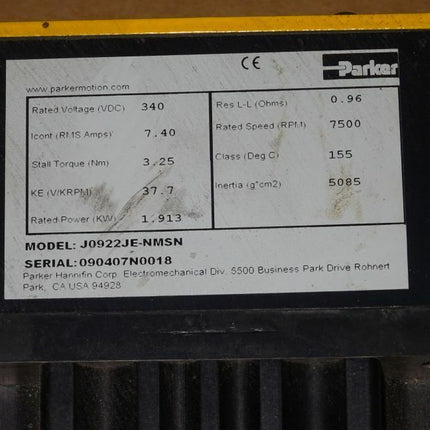 CE
Parker
www.parkermotion.com
Rated Voltage (VDC) 340
Icont (RMS Amps) 7.40
Stall Torque (Nm) 3.25
KE (V/KRPM) 37.7
Rated Power (KW) 1.913
Res L-L (Ohms) 0.96
Rated Speed (RPM) 7500
Class (Deg C) 155
Inertia (g*cm2) 5085
MODEL: J0922JE-NMSN
SERIAL: 090407N0018
Parker Hannifin Corp. Electromechanical Div. 5500 Business Park Drive Rohnert
Park, CA USA 94928